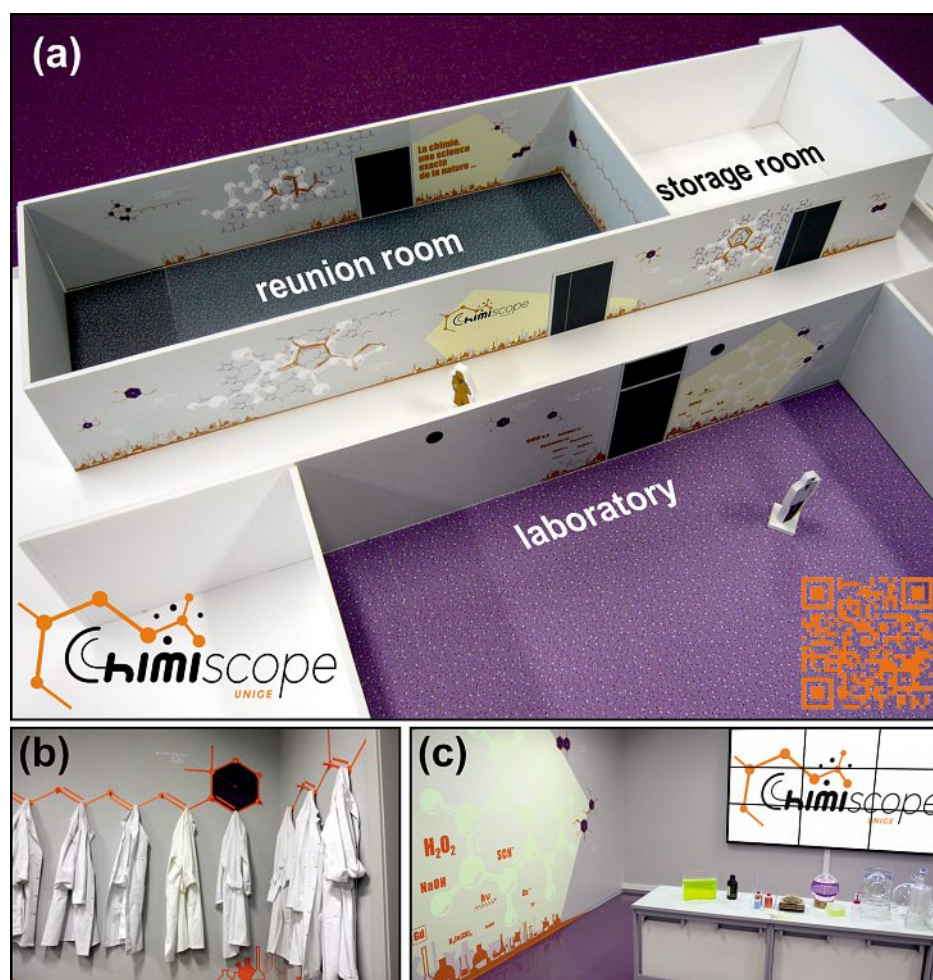 (a)
La chimie,
une science
exacte
de la nature ...
storage room
reunion room
Chimiscope
laboratory
Chimiscope
UNIGE
(b)
(c)
Chimiscope
UNIGE
H₂O₂
SCN⁻
NaOH
hν
Gd